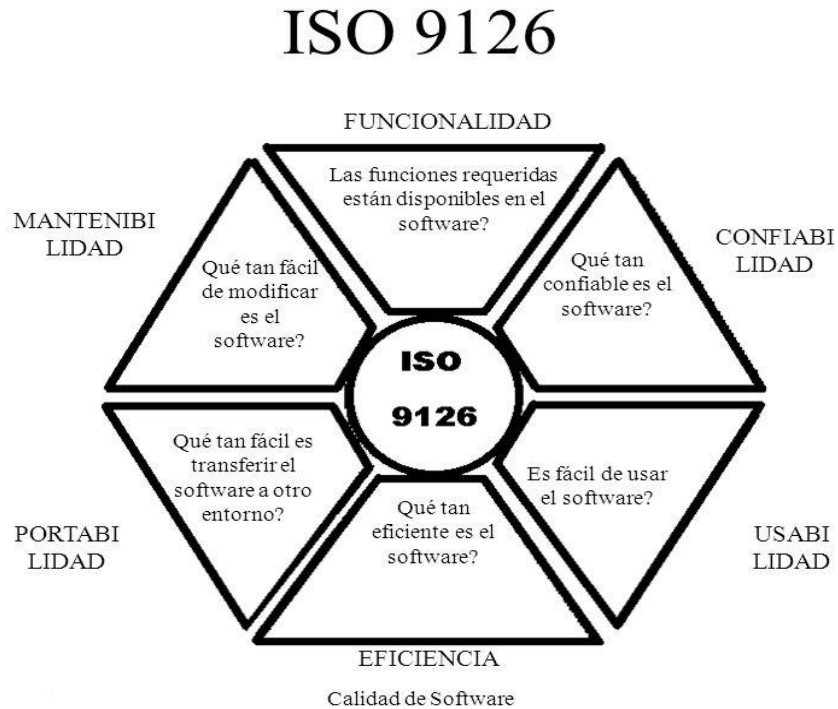 ISO 9126
FUNCIONALIDAD
Las funciones requeridas
están disponibles en el
software?
MANTENIBI
LIDAD
Qué tan fácil
de modificar
es el
software?
CONFIABI
LIDAD
Qué tan
confiable es el
software?
ISO
9126
Qué tan fácil es
transferir el
software a otro
entorno?
PORTABI
LIDAD
Qué tan
eficiente es el
software?
Es fácil de usar
el software?
USABI
LIDAD
EFICIENCIA
Calidad de Software